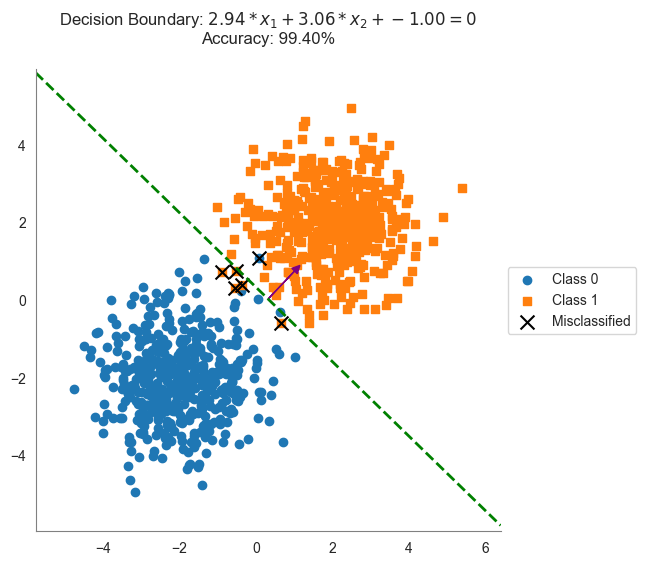 Decision Boundary: 2.94 * x₁ + 3.06 * x₂ + −1.00 = 0
Accuracy: 99.40%
4
2
0
−2
−4
−4
−2
0
2
4
6
Class 0
Class 1
Misclassified